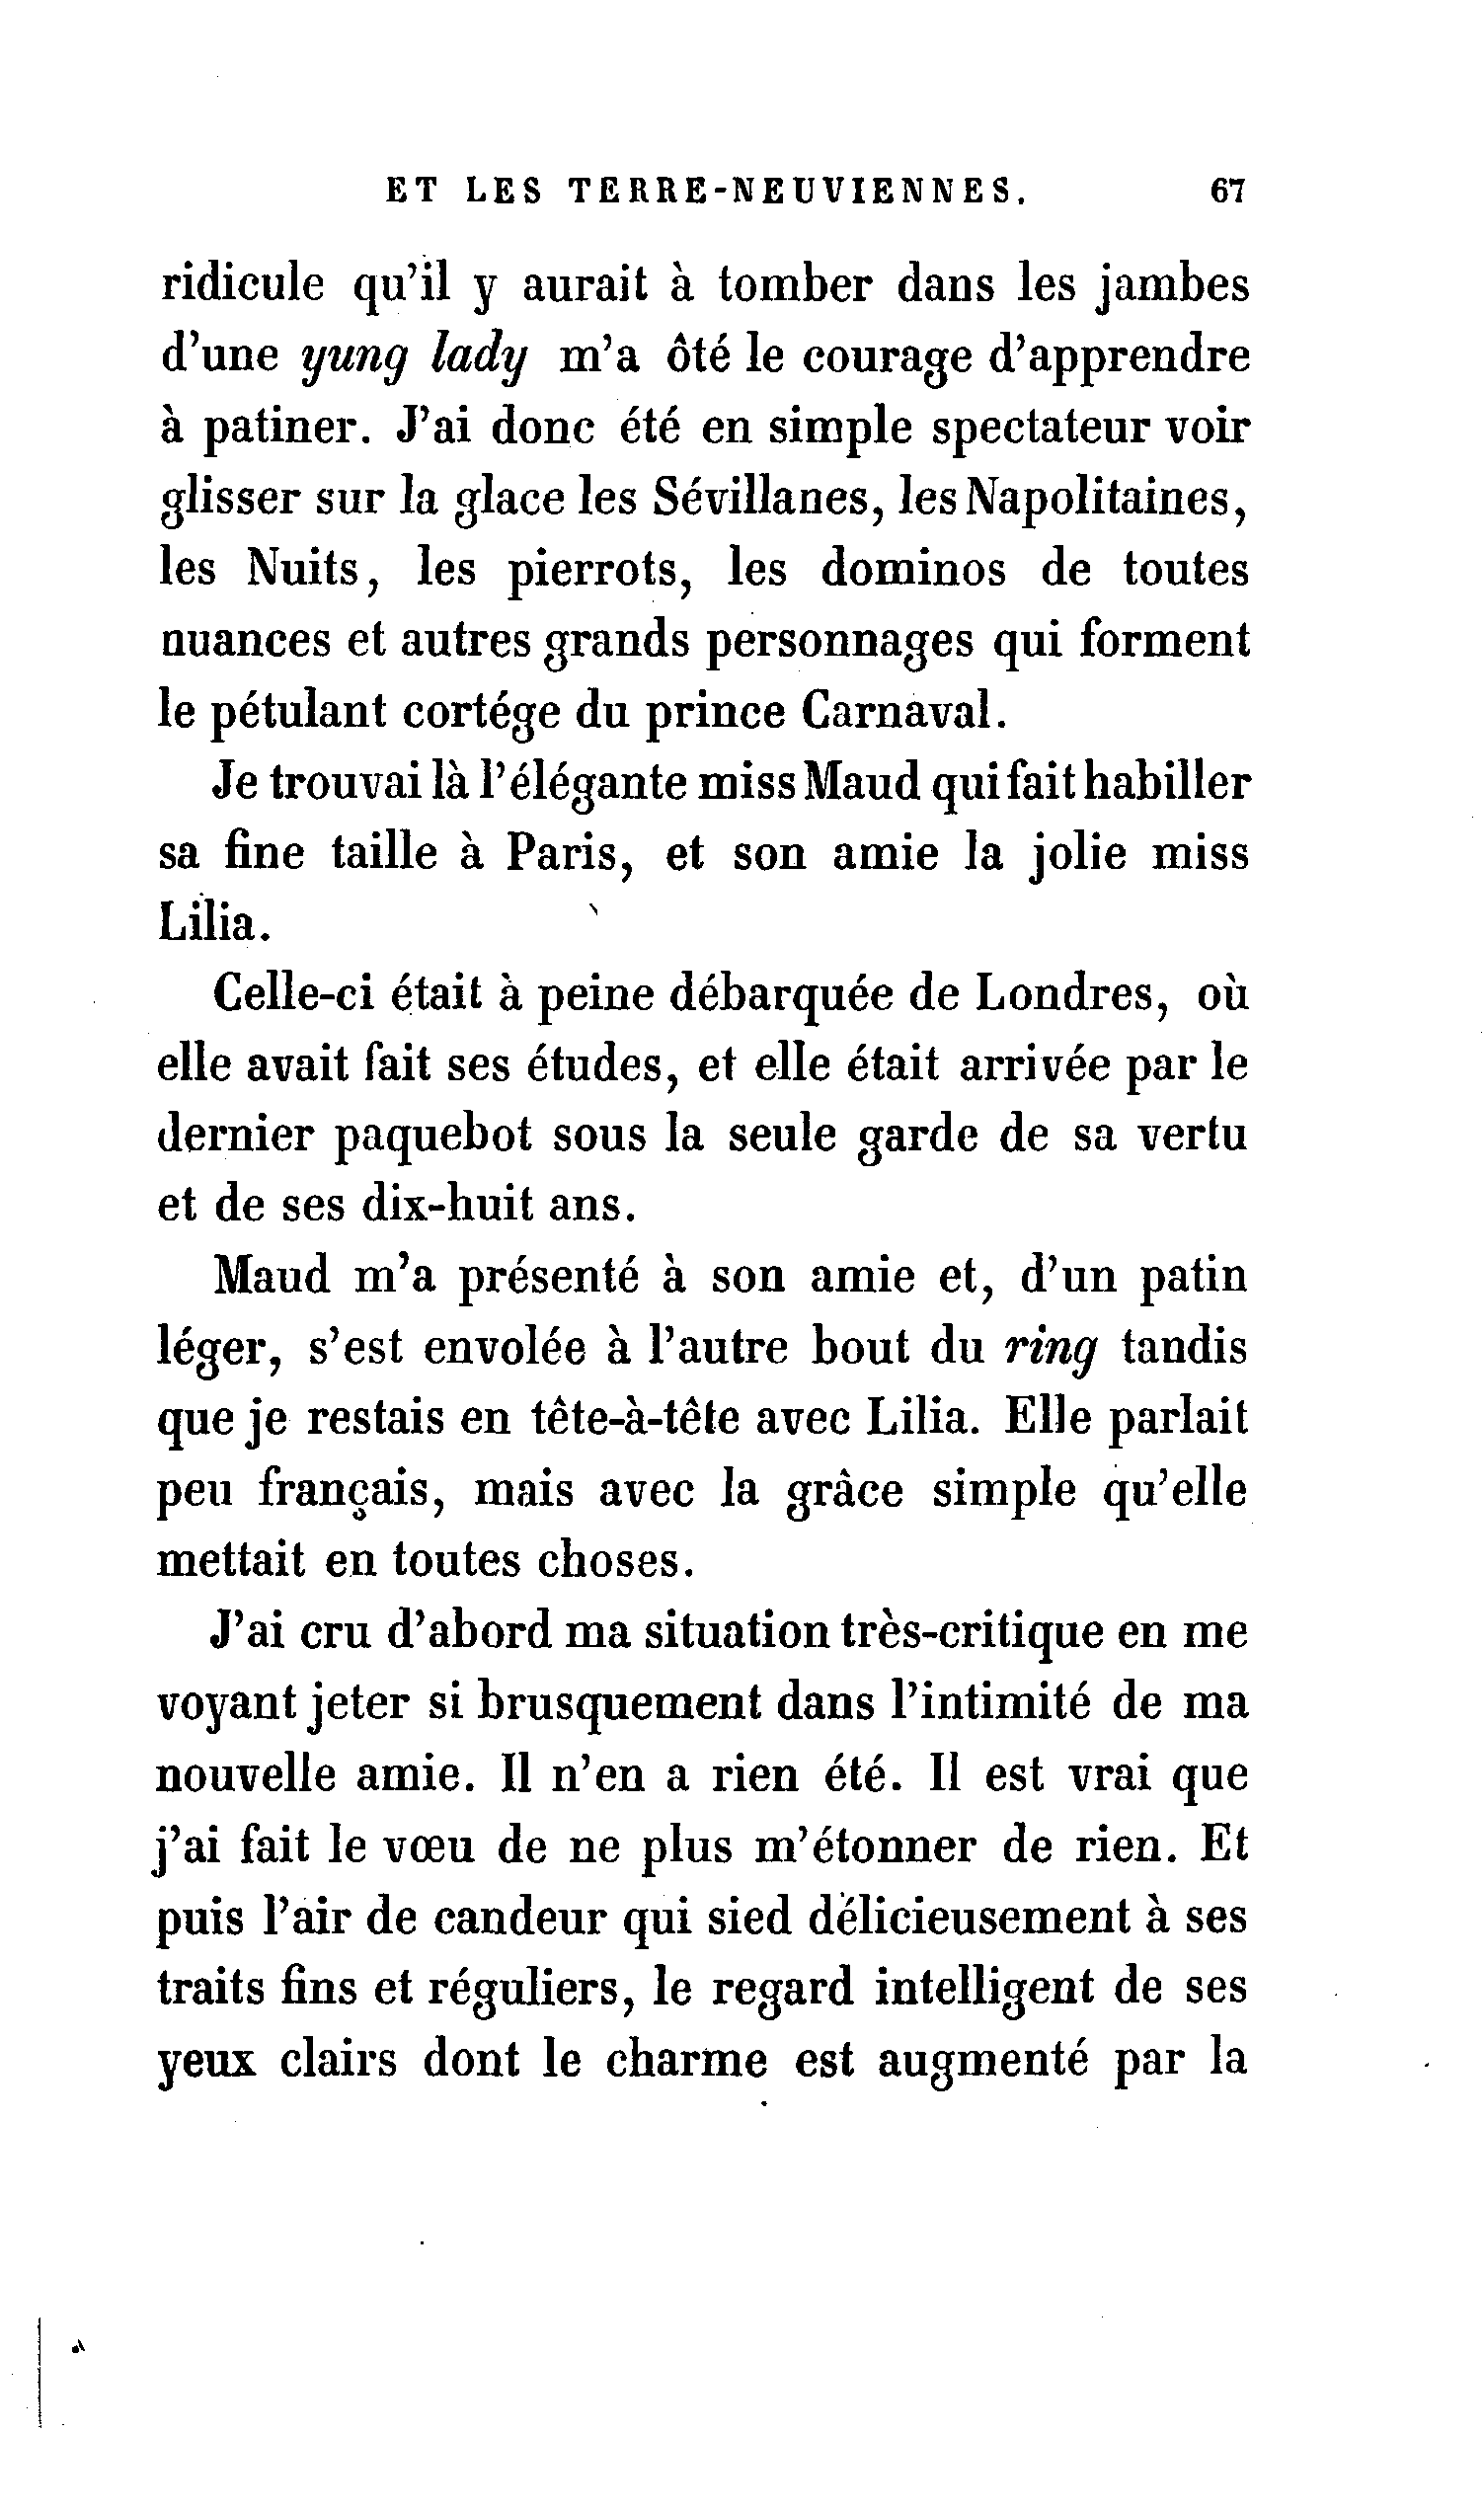 ET LES TERRE-NEUVIENNES. 67
ridicule qu'il y aurait à tomber dans les jambes
d'une yung lady m'a ôté le courage d'apprendre
à patiner. J'ai donc été en simple spectateur voir
glisser sur la glace les Sévillanes, les Napolitaines,
les Nuits, les pierrots, les dominos de toutes
nuances et autres grands personnages qui forment
le pétulant cortége du prince Carnaval.
Je trouvai là l'élégante miss Maud qui fait habiller
sa fine taille à Paris, et son amie la jolie miss
Lilia.
Celle-ci était à peine débarquée de Londres, où
elle avait fait ses études, et elle était arrivée par le
dernier paquebot sous la seule garde de sa vertu
et de ses dix-huit ans.
Maud m'a présenté à son amie et, d'un patin
léger, s'est envolée à l'autre bout du ring tandis
que je restais en tête-à-tête avec Lilia. Elle parlait
peu français, mais avec la grâce simple qu'elle
mettait en toutes choses.
J'ai cru d'abord ma situation très-critique en me
voyant jeter si brusquement dans l'intimité de ma
nouvelle amie. Il n'en a rien été. Il est vrai que
j'ai fait le vœu de ne plus m'étonner de rien. Et
puis l'air de candeur qui sied délicieusement à ses
traits fins et réguliers, le regard intelligent de ses
yeux clairs dont le charme est augmenté par la